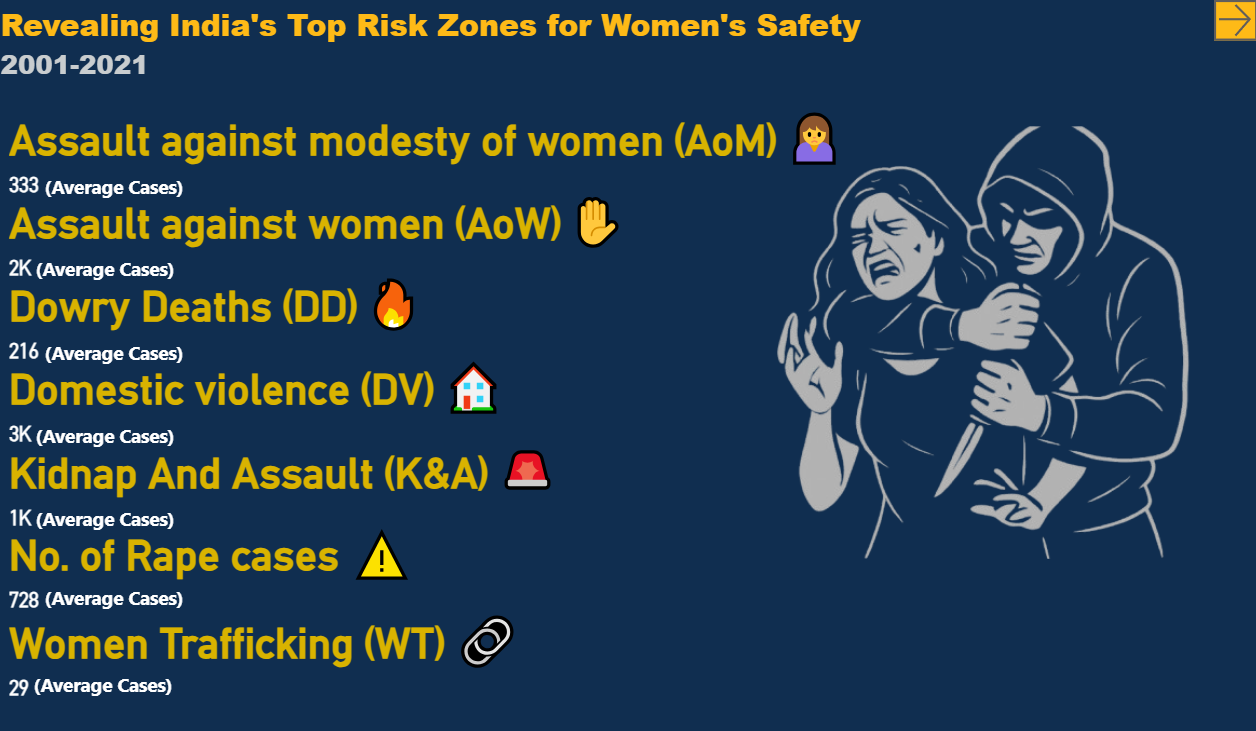 Revealing India's Top Risk Zones for Women's Safety
2001-2021
Assault against modesty of women (AoM)
333 (Average Cases)
Assault against women (AoW)
2K (Average Cases)
Dowry Deaths (DD)
216 (Average Cases)
Domestic violence (DV)
3K (Average Cases)
Kidnap And Assault (K&A)
1K (Average Cases)
No. of Rape cases
728 (Average Cases)
Women Trafficking (WT)
29 (Average Cases)